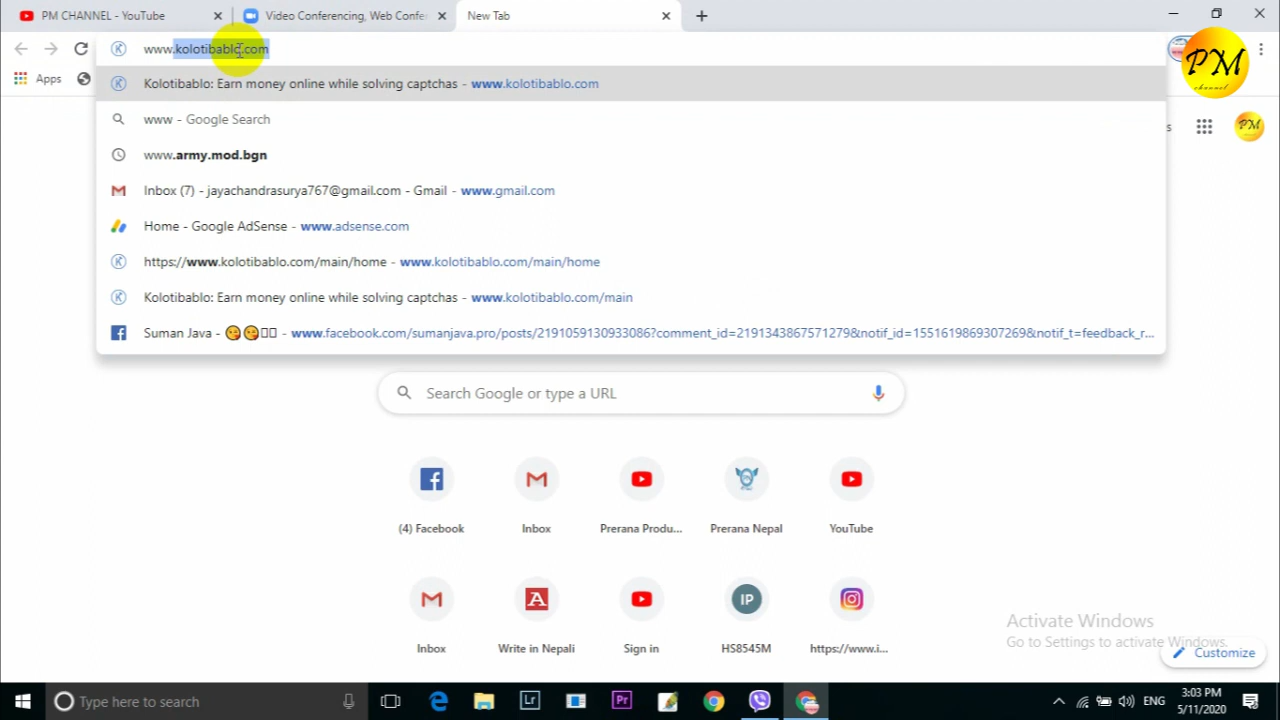 PM CHANNEL - YouTube
Video Conferencing, Web Confer
New Tab
www.kolotibablo.com
PM
channel
Apps
Kolotibablo: Earn money online while solving captchas - www.kolotibablo.com
www - Google Search
www.army.mod.bgn
Inbox (7) - jayachandrasurya767@gmail.com - Gmail - www.gmail.com
Home - Google AdSense - www.adsense.com
https://www.kolotibablo.com/main/home - www.kolotibablo.com/main/home
Kolotibablo: Earn money online while solving captchas - www.kolotibablo.com/main
Suman Java - 😘😘 - www.facebook.com/sumanjava.pro/posts/2191059130933086?comment_id=2191343867571279&notif_id=1551619869307269&notif_t=feedback_r...
s
PM
Search Google or type a URL
(4) Facebook
Inbox
Prerana Produ...
Prerana Nepal
YouTube
IP
Inbox
Write in Nepali
Sign in
HS8545M
https://www.i...
Activate Windows
Go to Settings to activate Windows.
Customize
Type here to search
Lr
Pr
ENG
3:03 PM
5/11/2020